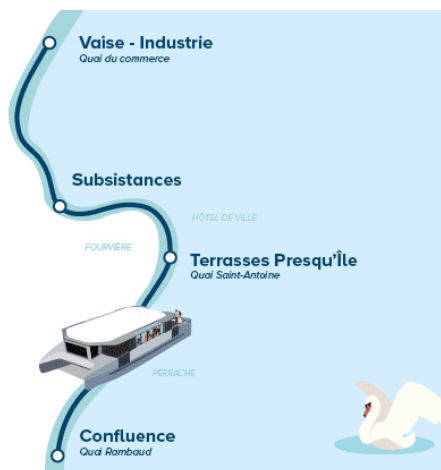 Vaise - Industrie
Quai du commerce
Subsistances
HÔTEL DE VILLE
FOURVIÈRE
Terrasses Presqu’Île
Quai Saint-Antoine
PERRACHE
Confluence
Quai Rambaud